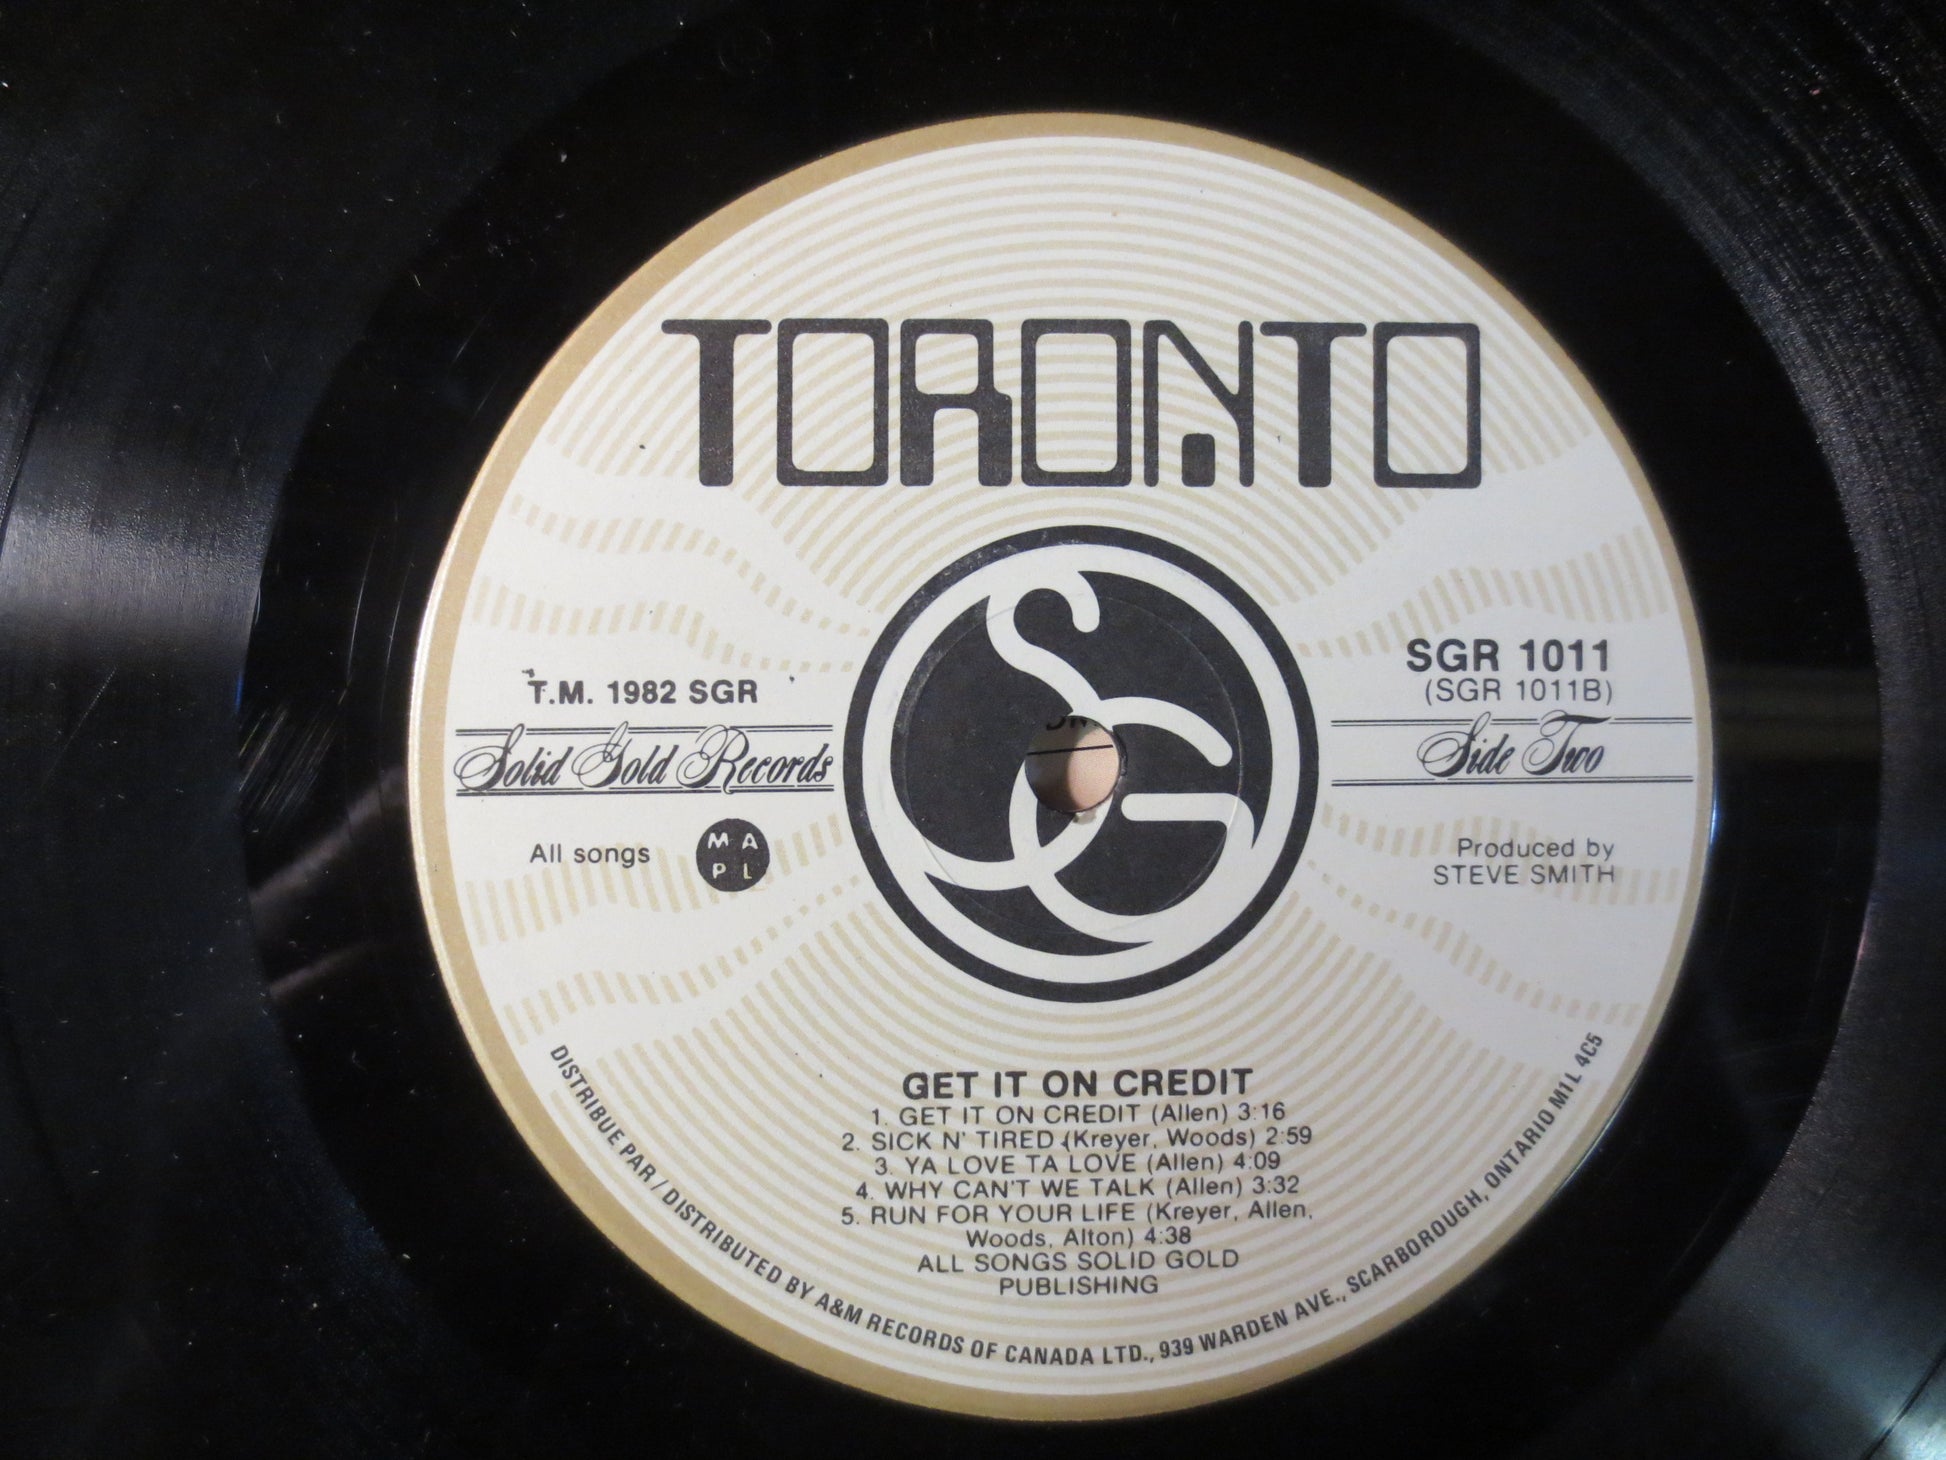 TORONTO
SGR 1011
(SGR 1011B)
T.M. 1982 SGR
Solid Gold Records
Side Two
SG
All songs
M A
P L
Produced by
STEVE SMITH
GET IT ON CREDIT
1. GET IT ON CREDIT (Allen) 3:16
2. SICK N' TIRED (Kreyer, Woods) 2:59
3. YA LOVE TA LOVE (Allen) 4:09
4. WHY CAN'T WE TALK (Allen) 3:32
5. RUN FOR YOUR LIFE (Kreyer, Allen,
Woods, Alton) 4:38
ALL SONGS SOLID GOLD
PUBLISHING
DISTRIBUE PAR / DISTRIBUTED BY A&M RECORDS OF CANADA LTD., 939 WARDEN AVE., SCARBOROUGH, ONTARIO M1L 4C5